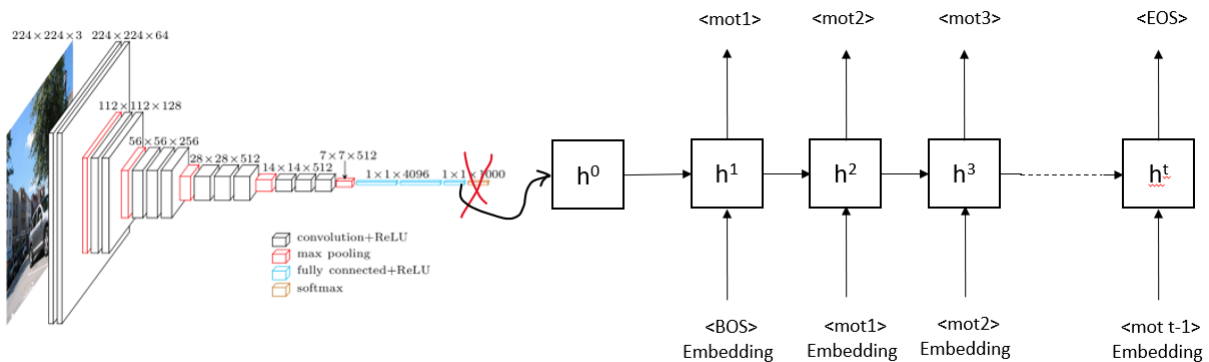 <mot1>
<mot2>
<mot3>
<EOS>
224×224×3
224×224×64
112×112×128
56×56×256
28×28×512
14×14×512
7×7×512
1×1×4096
1×1×1000
h⁰
h¹
h²
h³
hᵗ
convolution+ReLU
max pooling
fully connected+ReLU
softmax
<BOS>
Embedding
<mot1>
Embedding
<mot2>
Embedding
<mot t-1>
Embedding